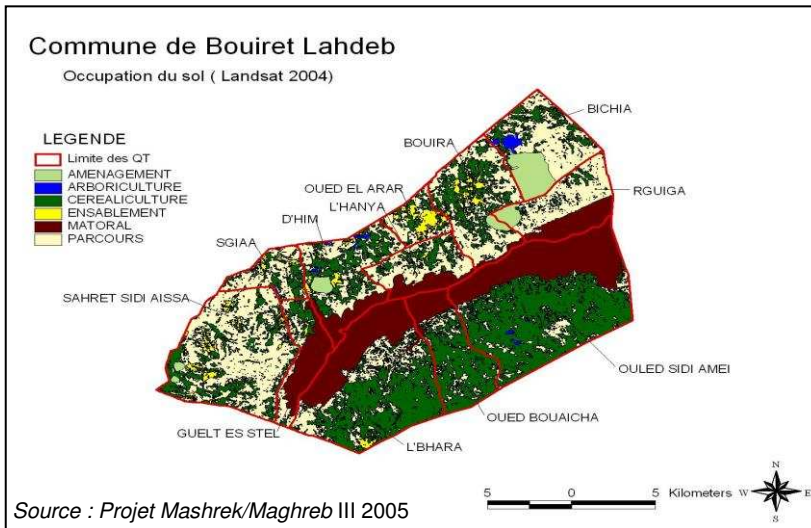 Commune de Bouiret Lahdeb
Occupation du sol ( Landsat 2004)
LEGENDE
Limite des QT
AMENAGEMENT
ARBORICULTURE
CEREALICULTURE
ENSABLEMENT
MATORAL
PARCOURS
BICHIA
BOUIRA
RGUIGA
OUED EL ARAR
L'HANYA
D'HIM
SGIAA
SAHRET SIDI AISSA
OULED SIDI AMEI
OUED BOUAICHA
GUELT ES STEL
L'BHARA
5 0 5 Kilometers
N
W E
S
Source : Projet Mashrek/Maghreb III 2005